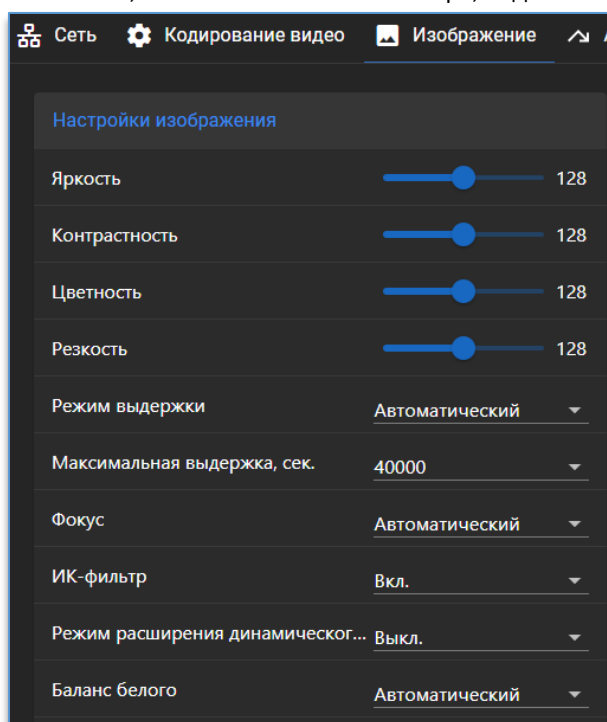 Сеть Кодирование видео Изображение
Настройки изображения
Яркость 128
Контрастность 128
Цветность 128
Резкость 128
Режим выдержки Автоматический
Максимальная выдержка, сек. 40000
Фокус Автоматический
ИК-фильтр Вкл.
Режим расширения динамическог... Выкл.
Баланс белого Автоматический